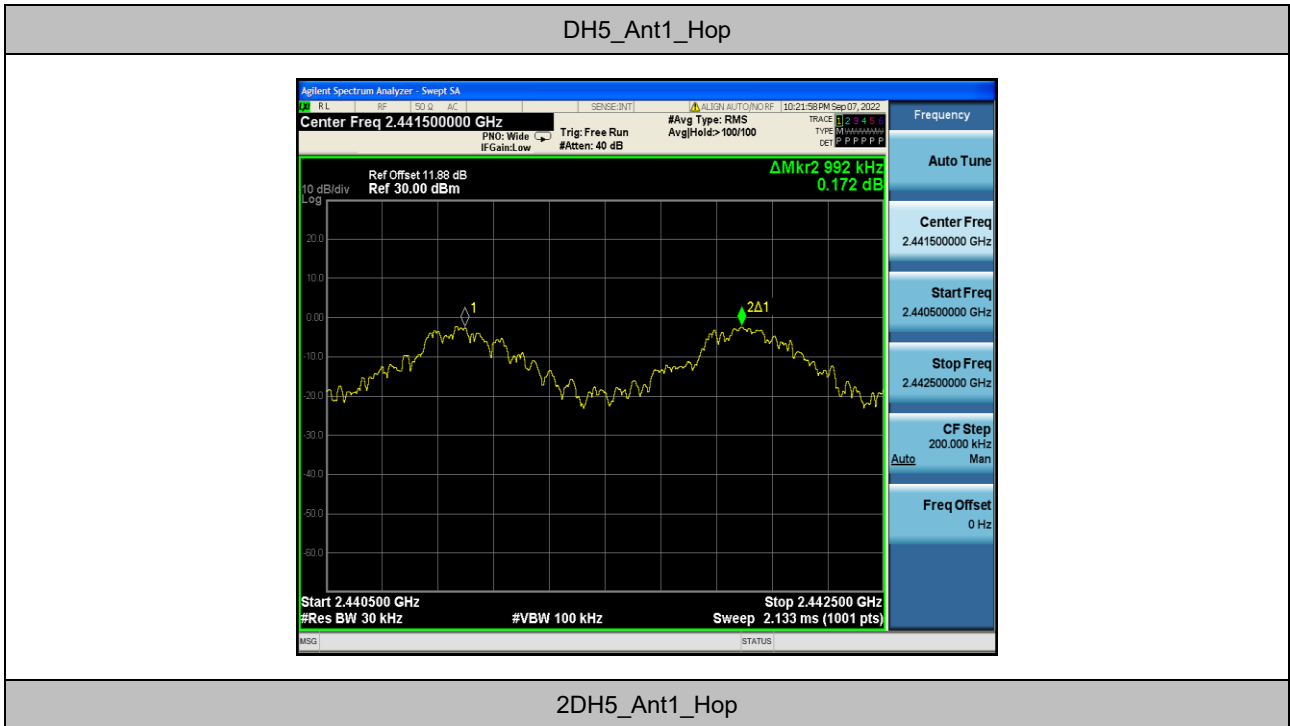 DH5_Ant1_Hop
Agilent Spectrum Analyzer - Swept SA
RL RF 50 Ω AC SENSE:INT ALIGN AUTO/NO RF 10:21:58 PM Sep 07, 2022
Center Freq 2.441500000 GHz
PNO: Wide
IFGain:Low
Trig: Free Run
#Atten: 40 dB
#Avg Type: RMS
Avg|Hold:>100/100
TRACE 1 2 3 4 5 6
TYPE MWWWWW
DET P P P P P P
Ref Offset 11.88 dB
10 dB/div Ref 30.00 dBm
Log
ΔMkr2 992 kHz
0.172 dB
20.0
10.0
0.00
-10.0
-20.0
-30.0
-40.0
-50.0
-60.0
1
2Δ1
Start 2.440500 GHz
Stop 2.442500 GHz
#Res BW 30 kHz
#VBW 100 kHz
Sweep 2.133 ms (1001 pts)
MSG
STATUS
Frequency
Auto Tune
Center Freq
2.441500000 GHz
Start Freq
2.440500000 GHz
Stop Freq
2.442500000 GHz
CF Step
200.000 kHz
Auto Man
Freq Offset
0 Hz
2DH5_Ant1_Hop